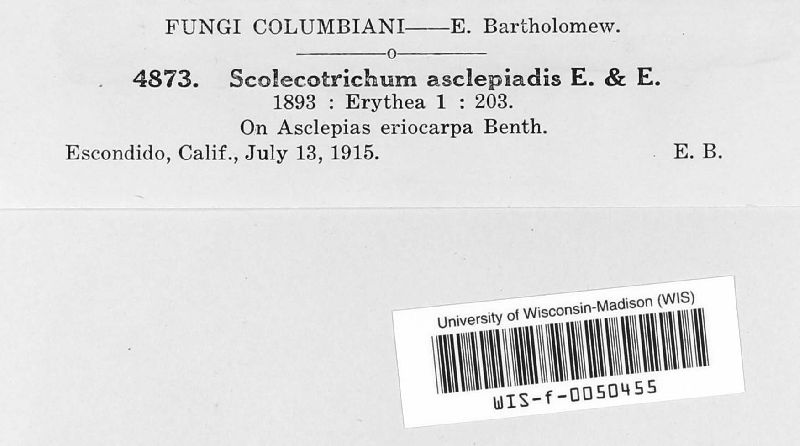 FUNGI COLUMBIANI——E. Bartholomew.
4873. Scolecotrichum asclepiadis E. & E.
1893 : Erythea 1 : 203.
On Asclepias eriocarpa Benth.
Escondido, Calif., July 13, 1915. E. B.
University of Wisconsin-Madison (WIS)
WIS-f-0050455